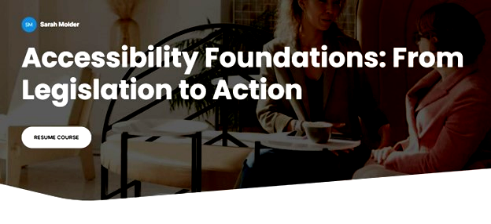 SM Sarah Molder
Accessibility Foundations: From
Legislation to Action
RESUME COURSE